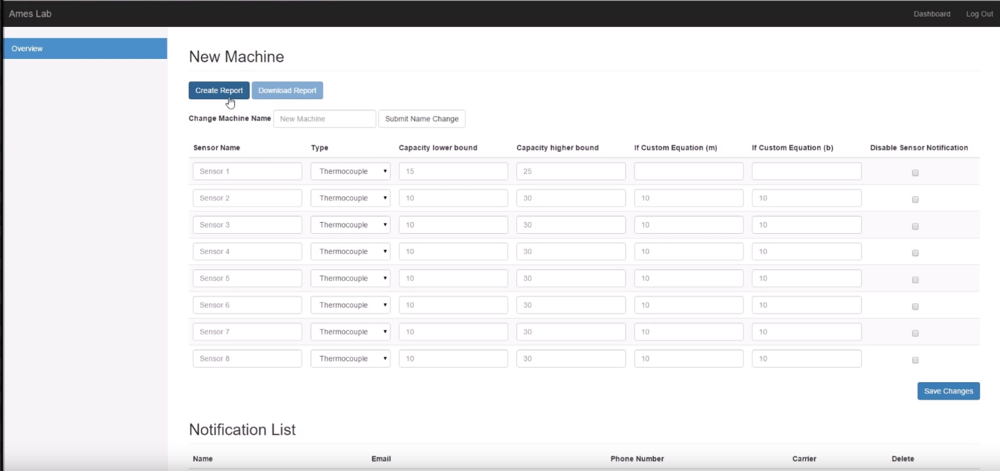 Ames Lab Dashboard Log Out
Overview
New Machine
Create Report Download Report
Change Machine Name New Machine Submit Name Change
Sensor Name Type Capacity lower bound Capacity higher bound If Custom Equation (m) If Custom Equation (b) Disable Sensor Notification
Sensor 1 Thermocouple 15 25
Sensor 2 Thermocouple 10 30 10 10
Sensor 3 Thermocouple 10 30 10 10
Sensor 4 Thermocouple 10 30 10 10
Sensor 5 Thermocouple 10 30 10 10
Sensor 6 Thermocouple 10 30 10 10
Sensor 7 Thermocouple 10 30 10 10
Sensor 8 Thermocouple 10 30 10 10
Save Changes
Notification List
Name Email Phone Number Carrier Delete